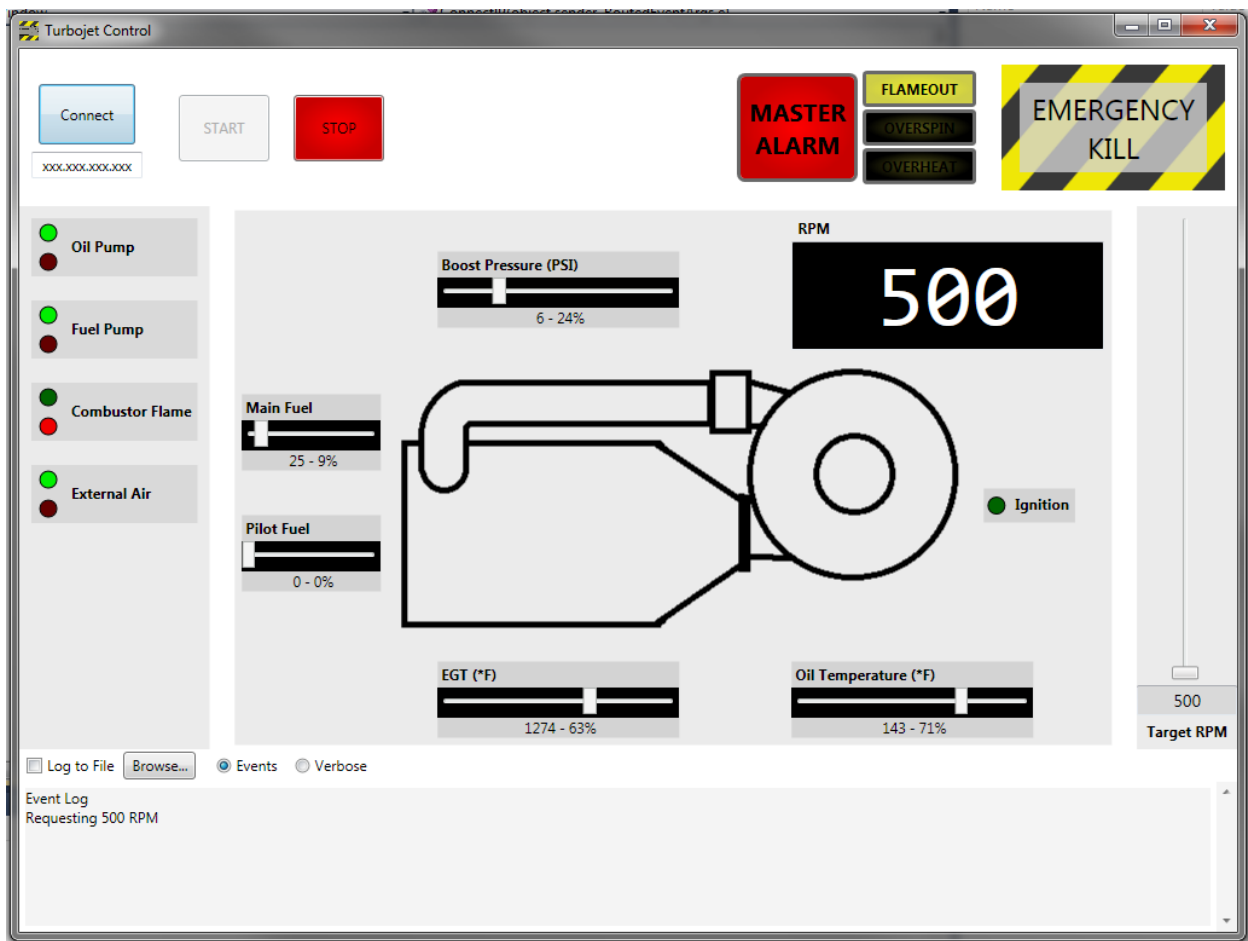 Turbojet Control
Connect
xxx.xxx.xxx.xxx
START
STOP
MASTER
ALARM
FLAMEOUT
OVERSPIN
OVERHEAT
EMERGENCY
KILL
Oil Pump
Fuel Pump
Combustor Flame
External Air
Boost Pressure (PSI)
6 - 24%
RPM
500
Main Fuel
25 - 9%
Pilot Fuel
0 - 0%
Ignition
EGT (*F)
1274 - 63%
Oil Temperature (*F)
143 - 71%
500
Target RPM
Log to File
Browse...
Events
Verbose
Event Log
Requesting 500 RPM